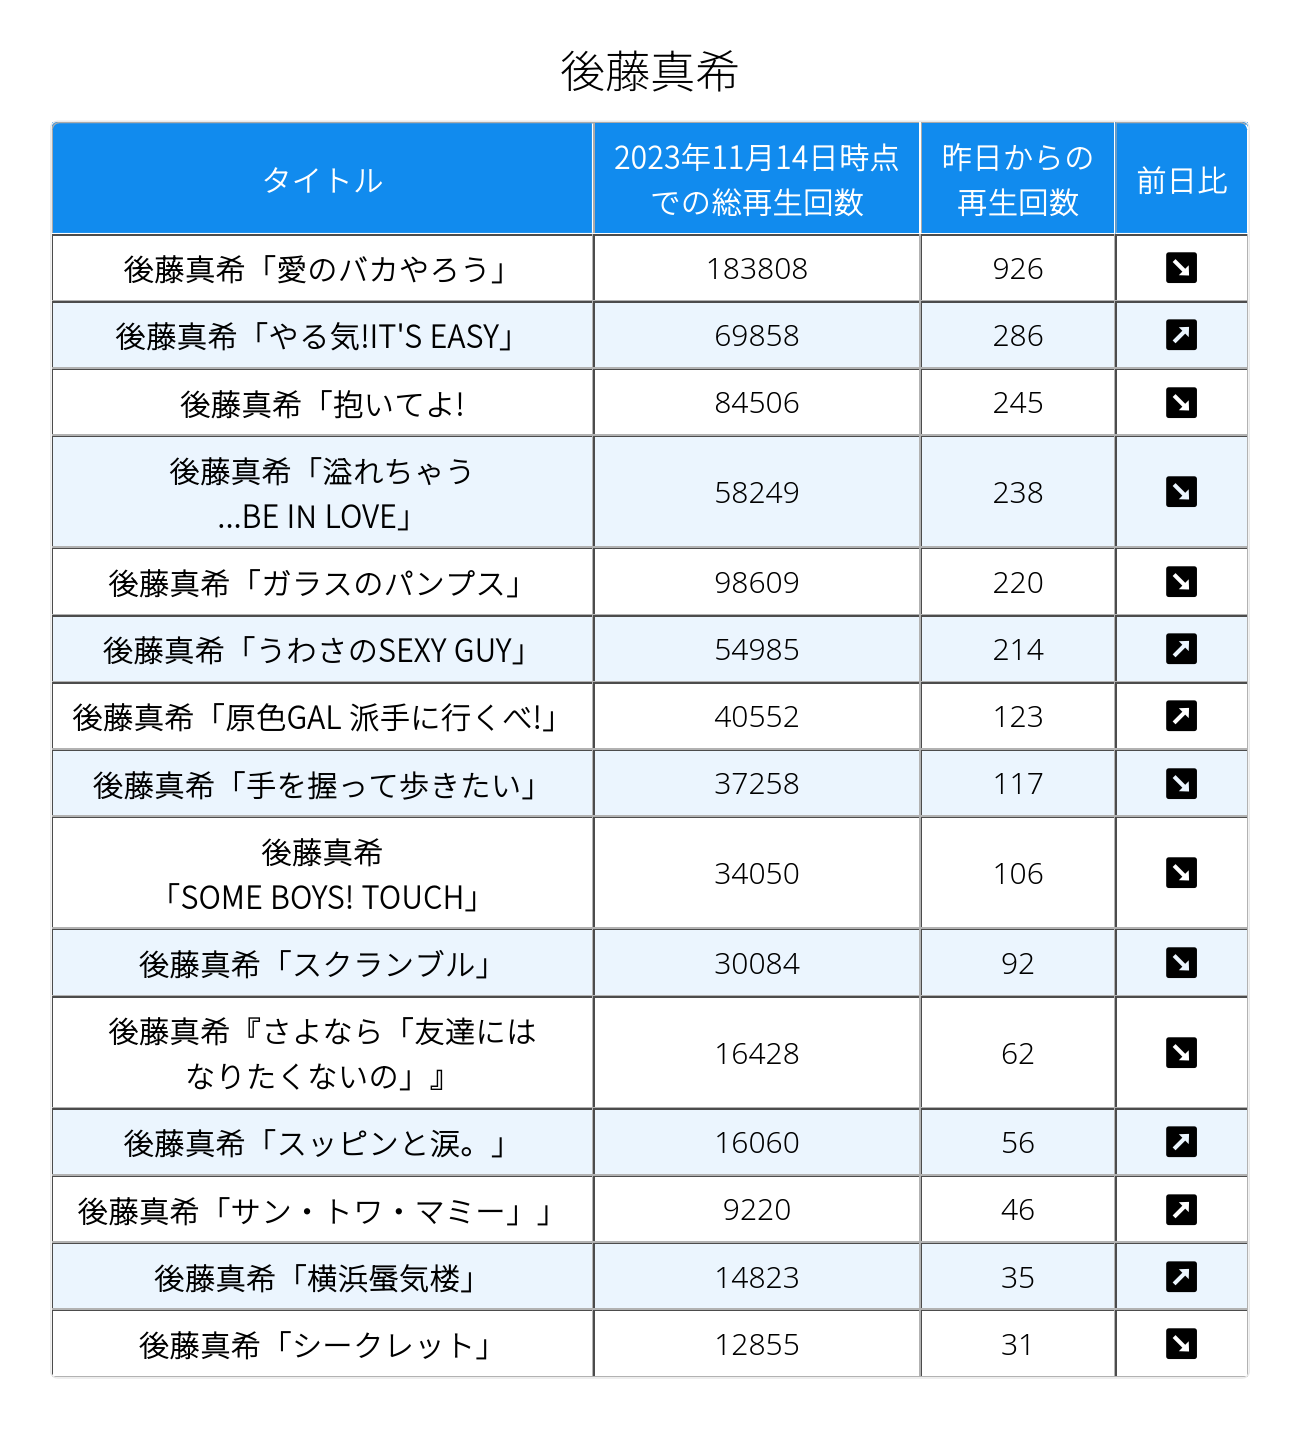 後藤真希
タイトル
2023年11月14日時点
での総再生回数
昨日からの
再生回数
前日比
後藤真希「愛のバカやろう」 183808 926
後藤真希「やる気!IT'S EASY」 69858 286
後藤真希「抱いてよ! 84506 245
後藤真希「溢れちゃう
...BE IN LOVE」 58249 238
後藤真希「ガラスのパンプス」 98609 220
後藤真希「うわさのSEXY GUY」 54985 214
後藤真希「原色GAL 派手に行くべ!」 40552 123
後藤真希「手を握って歩きたい」 37258 117
後藤真希
「SOME BOYS! TOUCH」 34050 106
後藤真希「スクランブル」 30084 92
後藤真希『さよなら「友達には
なりたくないの」』 16428 62
後藤真希「スッピンと涙。」 16060 56
後藤真希「サン・トワ・マミー」」 9220 46
後藤真希「横浜蜃気楼」 14823 35
後藤真希「シークレット」 12855 31